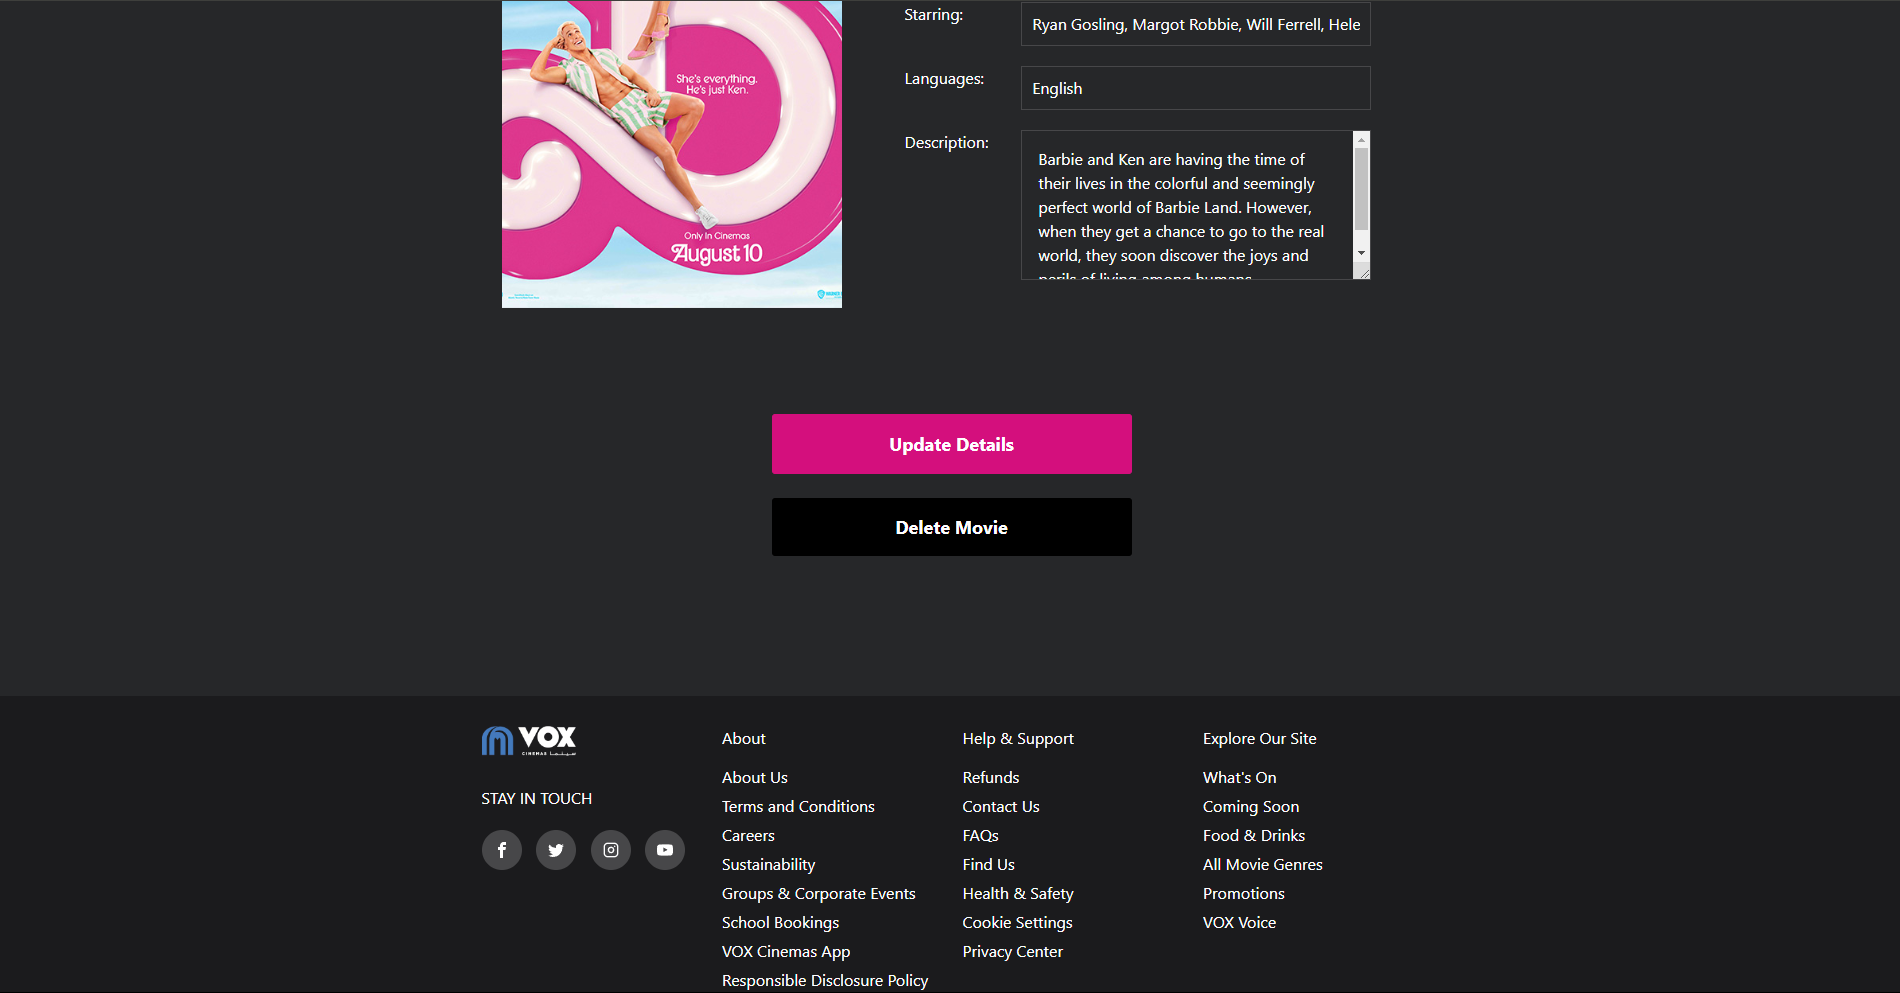 She's everything.
He's just Ken.
Only In Cinemas
August 10
Starring:
Ryan Gosling, Margot Robbie, Will Ferrell, Hele
Languages:
English
Description:
Barbie and Ken are having the time of
their lives in the colorful and seemingly
perfect world of Barbie Land. However,
when they get a chance to go to the real
world, they soon discover the joys and
perils of living among humans.
Update Details
Delete Movie
VOX
CINEMAS سينما
STAY IN TOUCH
About
About Us
Terms and Conditions
Careers
Sustainability
Groups & Corporate Events
School Bookings
VOX Cinemas App
Responsible Disclosure Policy
Help & Support
Refunds
Contact Us
FAQs
Find Us
Health & Safety
Cookie Settings
Privacy Center
Explore Our Site
What's On
Coming Soon
Food & Drinks
All Movie Genres
Promotions
VOX Voice